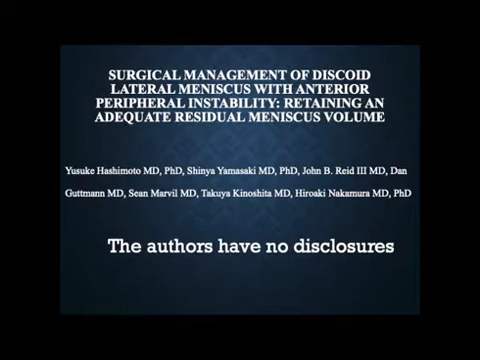 SURGICAL MANAGEMENT OF DISCOID
LATERAL MENISCUS WITH ANTERIOR
PERIPHERAL INSTABILITY: RETAINING AN
ADEQUATE RESIDUAL MENISCUS VOLUME
Yusuke Hashimoto MD, PhD, Shinya Yamasaki MD, PhD, John B. Reid III MD, Dan
Guttmann MD, Sean Marvil MD, Takuya Kinoshita MD, Hiroaki Nakamura MD, PhD
The authors have no disclosures